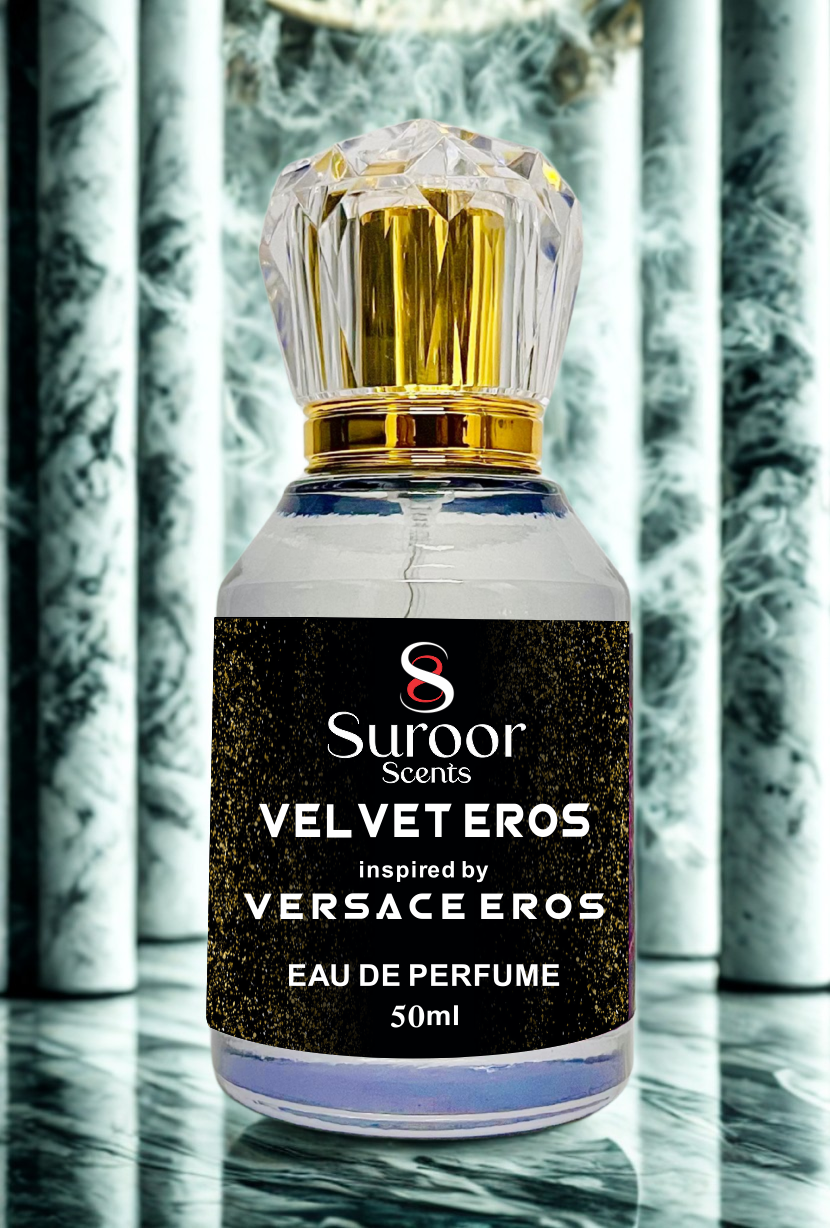 Suroor
Scents
VELVET EROS
inspired by
VERSACE EROS
EAU DE PERFUME
50ml